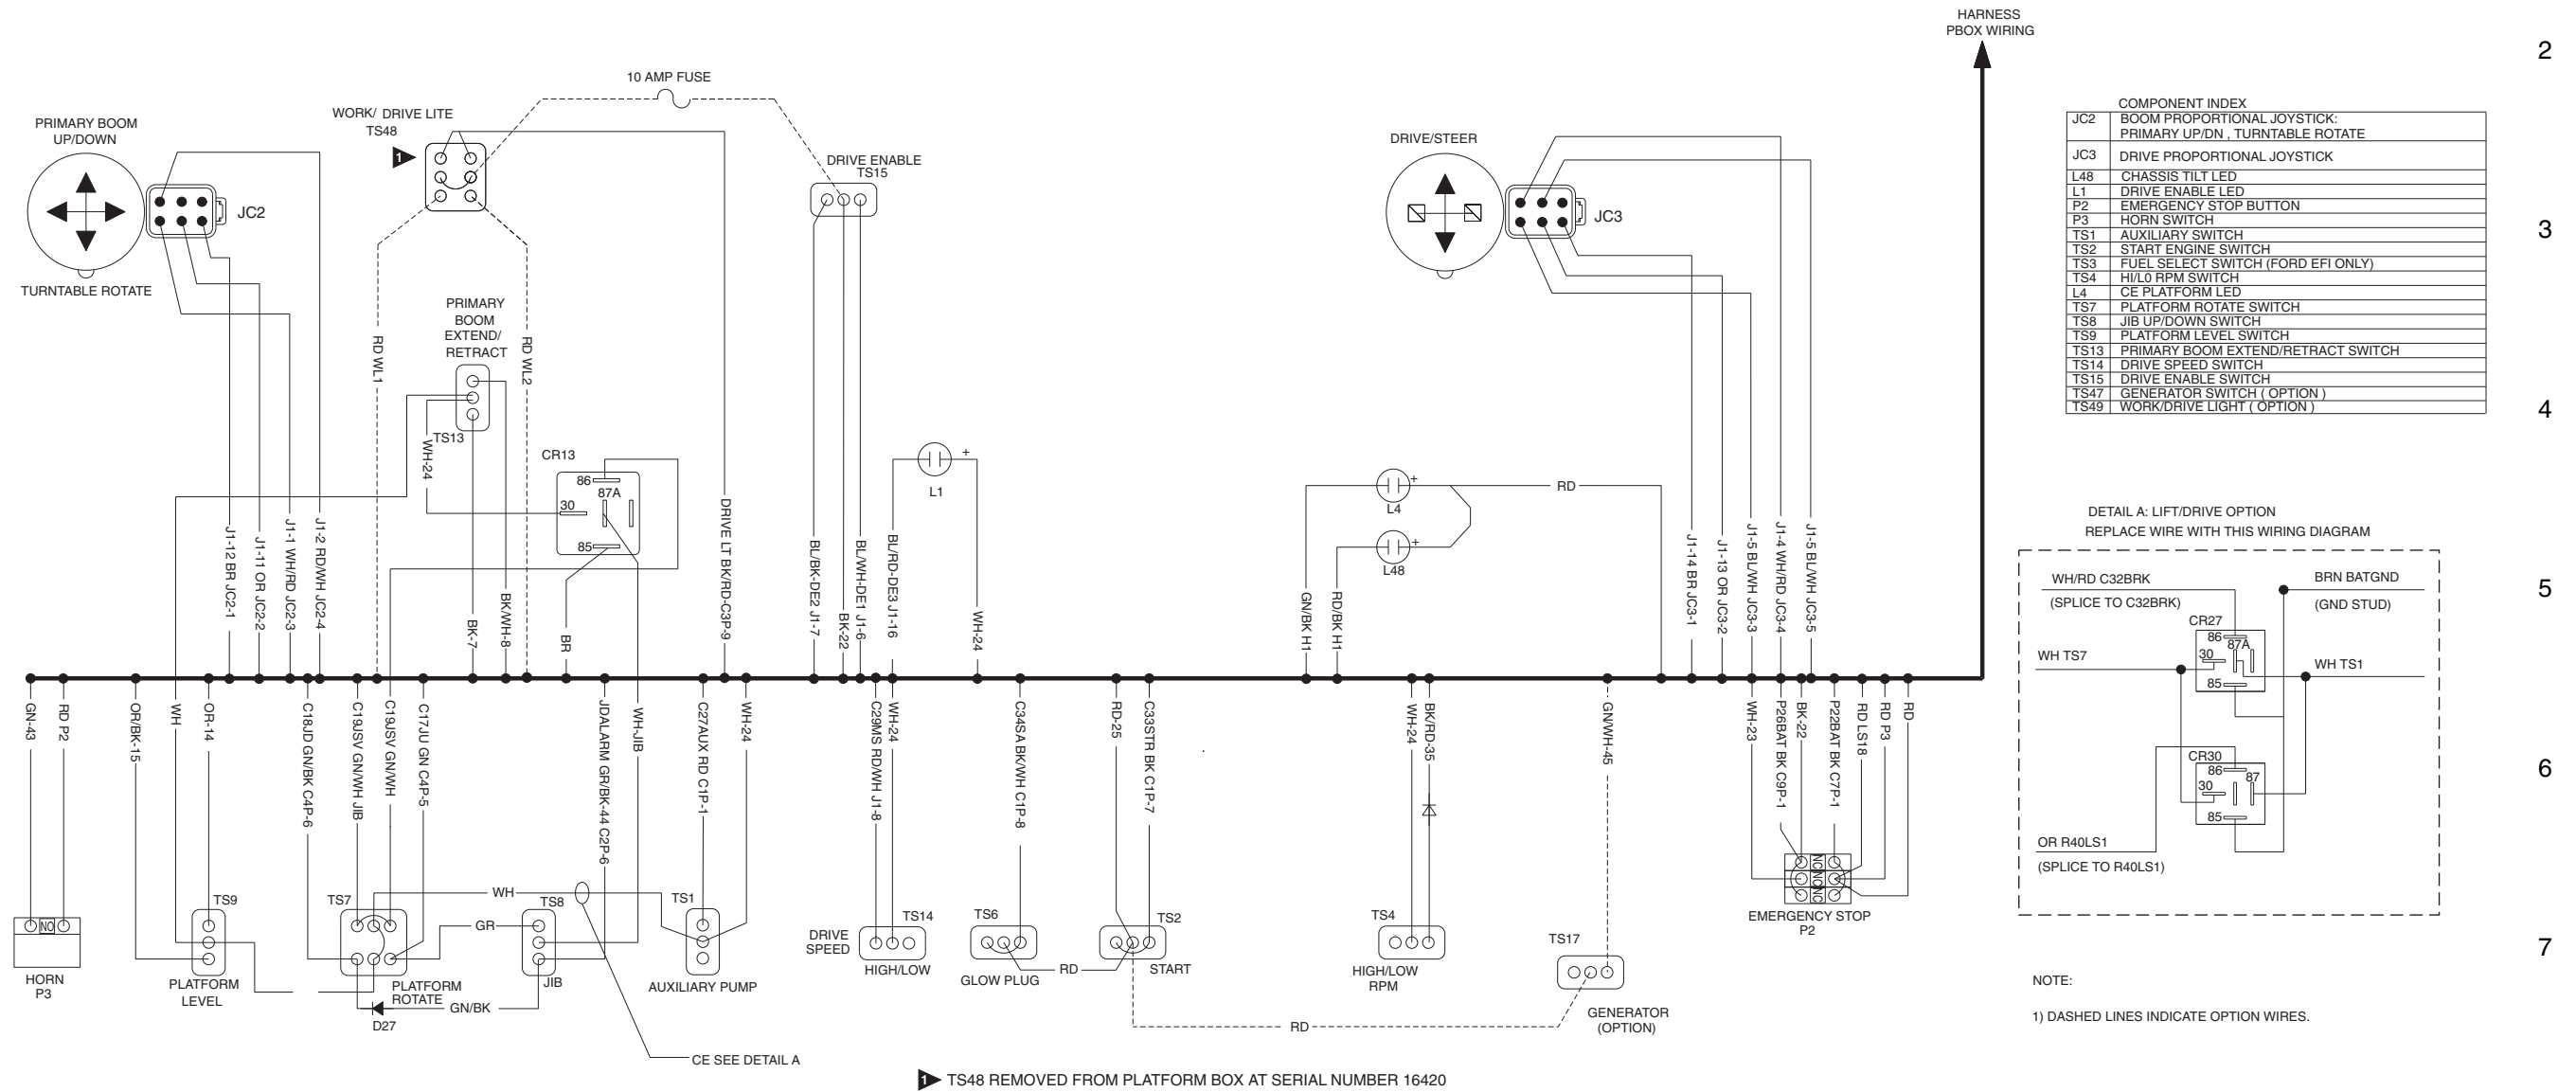 HARNESS
PBOX WIRING
2
10 AMP FUSE
WORK/ DRIVE LITE
TS48
1
PRIMARY BOOM
UP/DOWN
JC2
TURNTABLE ROTATE
DRIVE ENABLE
TS15
DRIVE/STEER
JC3
COMPONENT INDEX
JC2 BOOM PROPORTIONAL JOYSTICK:
PRIMARY UP/DN , TURNTABLE ROTATE
JC3 DRIVE PROPORTIONAL JOYSTICK
L48 CHASSIS TILT LED
L1 DRIVE ENABLE LED
P2 EMERGENCY STOP BUTTON
P3 HORN SWITCH
TS1 AUXILIARY SWITCH
TS2 START ENGINE SWITCH
TS3 FUEL SELECT SWITCH (FORD EFI ONLY)
TS4 HI/L0 RPM SWITCH
L4 CE PLATFORM LED
TS7 PLATFORM ROTATE SWITCH
TS8 JIB UP/DOWN SWITCH
TS9 PLATFORM LEVEL SWITCH
TS13 PRIMARY BOOM EXTEND/RETRACT SWITCH
TS14 DRIVE SPEED SWITCH
TS15 DRIVE ENABLE SWITCH
TS47 GENERATOR SWITCH ( OPTION )
TS49 WORK/DRIVE LIGHT ( OPTION )
3
4
PRIMARY
BOOM
EXTEND/
RETRACT
TS13
RD WL1
RD WL2
WH-24
CR13
86
87A
30
85
L1
+
L4
+
L48
+
RD
J1-12 BR JC2-1
J1-11 OR JC2-2
J1-1 WH/RD JC2-3
J1-2 RD/WH JC2-4
BK-7
BK/WH-8
BR
DRIVE LT BK/RD-C3P-9
BL/BK-DE2 J1-7
BK-22
BL/WH-DE1 J1-6
BL/RD-DE3 J1-16
WH-24
GN/BK H1
RD/BK H1
J1-14 BR JC3-1
J1-13 OR JC3-2
J1-5 BL/WH JC3-3
J1-4 WH/RD JC3-4
J1-5 BL/WH JC3-5
DETAIL A: LIFT/DRIVE OPTION
REPLACE WIRE WITH THIS WIRING DIAGRAM
WH/RD C32BRK
(SPLICE TO C32BRK)
BRN BATGND
(GND STUD)
CR27
86
87A
30
85
WH TS7
WH TS1
CR30
86
87
30
85
OR R40LS1
(SPLICE TO R40LS1)
5
6
GN-43
RD P2
OR/BK-15
WH
OR-14
C18JD GN/BK C4P-6
C19JSV GN/WH JIB
C19JSV GN/WH
C17JU GN C4P-5
JDALARM GR/BK-44 C2P-6
WH-JIB
C27AUX RD C1P-1
WH-24
C29MS RD/WH J1-8
WH-24
C34SA BK/WH C1P-8
RD-25
C33STR BK C1P-7
WH-24
BK/RD-35
GN/WH-45
WH-23
P26BAT BK C9P-1
BK-22
P22BAT BK C7P-1
RD LS18
RD P3
RD
NO
HORN
P3
TS9
PLATFORM
LEVEL
TS7
PLATFORM
ROTATE
D27
GN/BK
GR
WH
TS8
JIB
TS1
AUXILIARY PUMP
CE SEE DETAIL A
DRIVE
SPEED
TS14
HIGH/LOW
TS6
GLOW PLUG
RD
TS2
START
RD
TS4
HIGH/LOW
RPM
TS17
GENERATOR
(OPTION)
EMERGENCY STOP
P2
7
NOTE:
1) DASHED LINES INDICATE OPTION WIRES.
1 TS48 REMOVED FROM PLATFORM BOX AT SERIAL NUMBER 16420